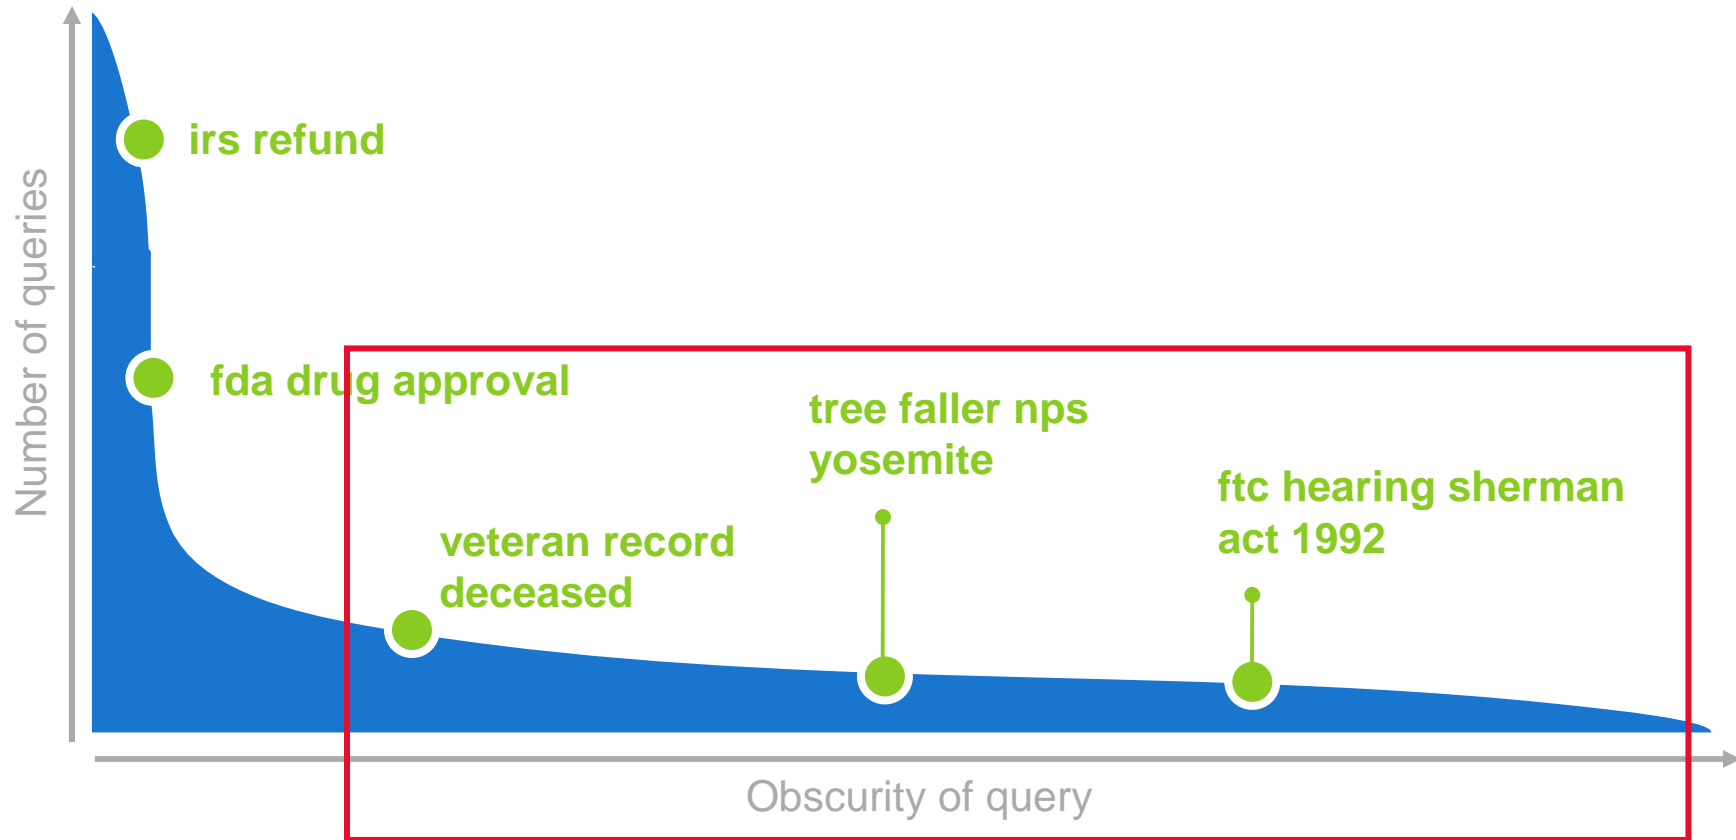 Number of queries
irs refund
fda drug approval
tree faller nps
yosemite
ftc hearing sherman
act 1992
veteran record
deceased
Obscurity of query